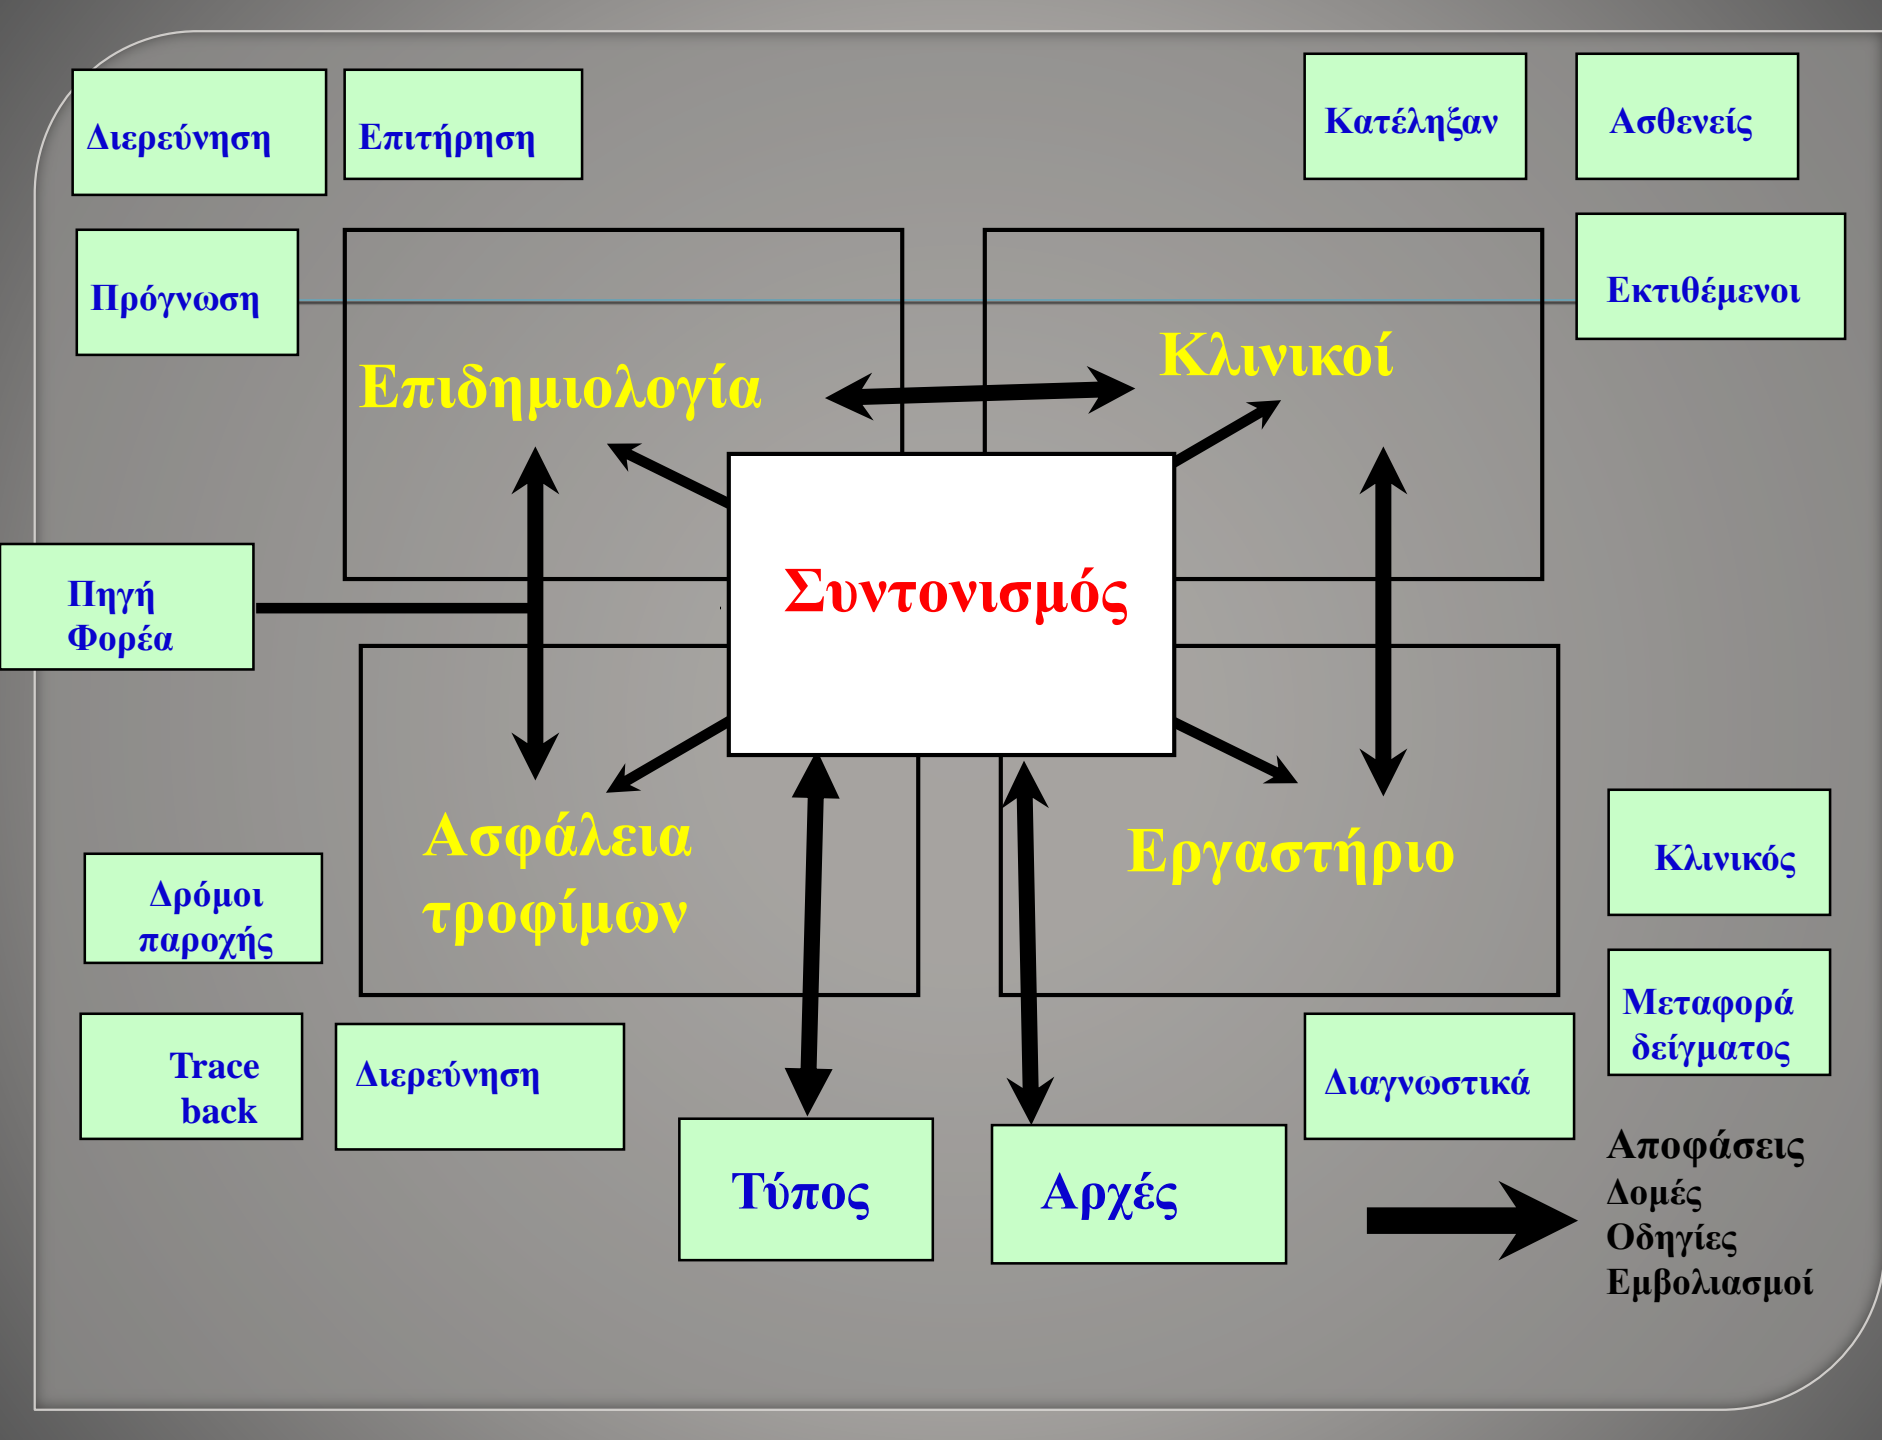 Διερεύνηση
Επιτήρηση
Κατέληξαν
Ασθενείς
Πρόγνωση
Εκτιθέμενοι
Επιδημιολογία
Κλινικοί
Πηγή
Φορέα
Συντονισμός
Ασφάλεια
τροφίμων
Εργαστήριο
Κλινικός
Δρόμοι
παροχής
Μεταφορά
δείγματος
Trace
back
Διερεύνηση
Διαγνωστικά
Τύπος
Αρχές
Αποφάσεις
Δομές
Οδηγίες
Εμβολιασμοί